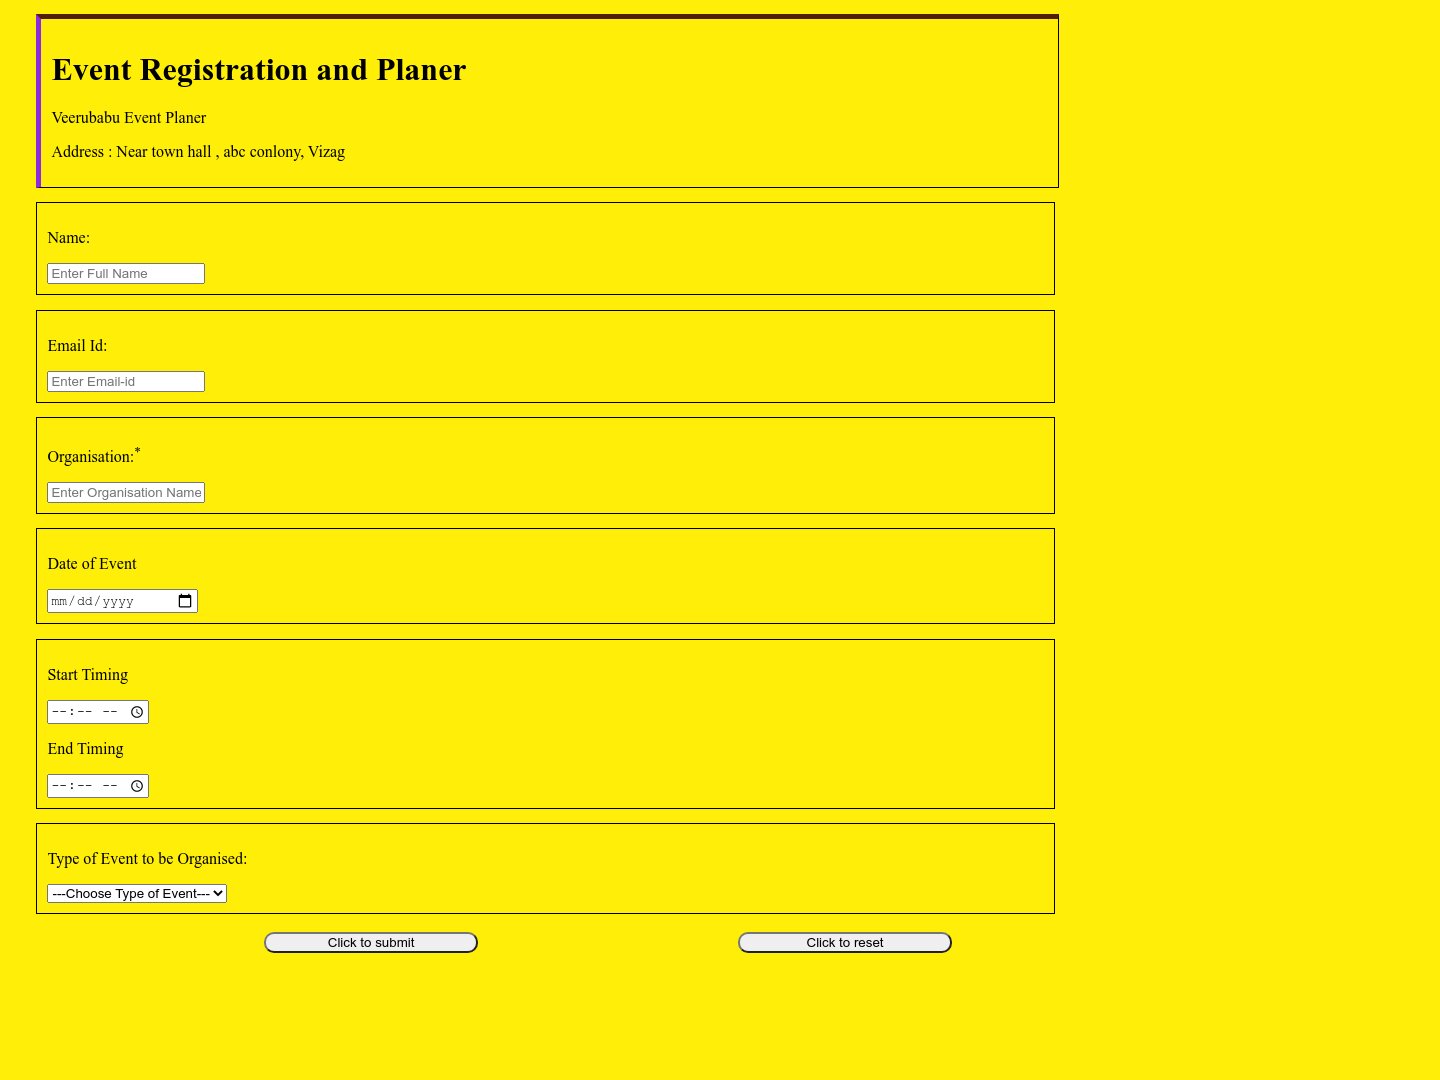 Event Registration and Planer
Veerubabu Event Planer
Address : Near town hall , abc conlony, Vizag
Name:
Enter Full Name
Email Id:
Enter Email-id
Organisation:*
Enter Organisation Name
Date of Event
mm/dd/yyyy
Start Timing
--:-- --
End Timing
--:-- --
Type of Event to be Organised:
---Choose Type of Event---
Click to submit
Click to reset